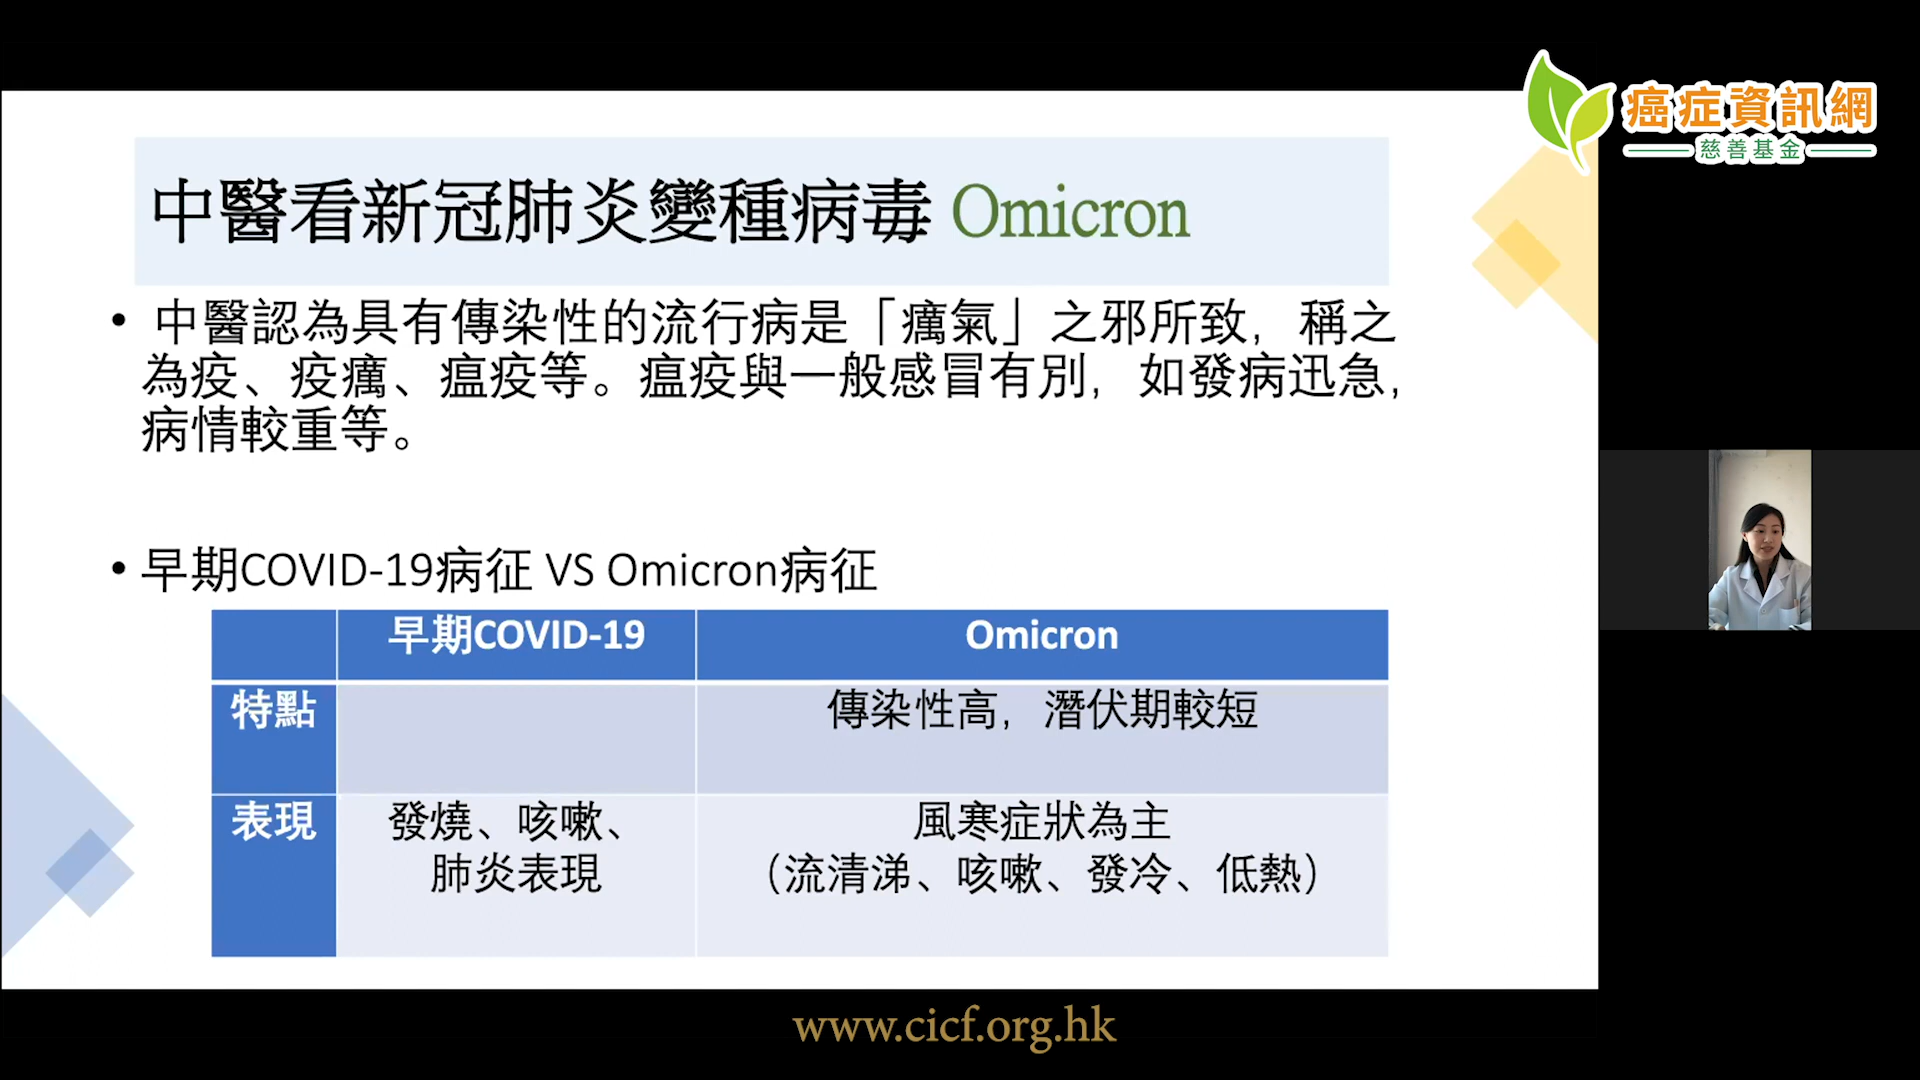 癌症資訊網
慈善基金
中醫看新冠肺炎變種病毒 Omicron
• 中醫認為具有傳染性的流行病是「癘氣」之邪所致，稱之
為疫、疫癘、瘟疫等。瘟疫與一般感冒有別，如發病迅急，
病情較重等。
• 早期COVID-19病征 VS Omicron病征
早期COVID-19 Omicron
特點 傳染性高，潛伏期較短
表現 發燒、咳嗽、 風寒症狀為主
肺炎表現 （流清涕、咳嗽、發冷、低熱）
www.cicf.org.hk